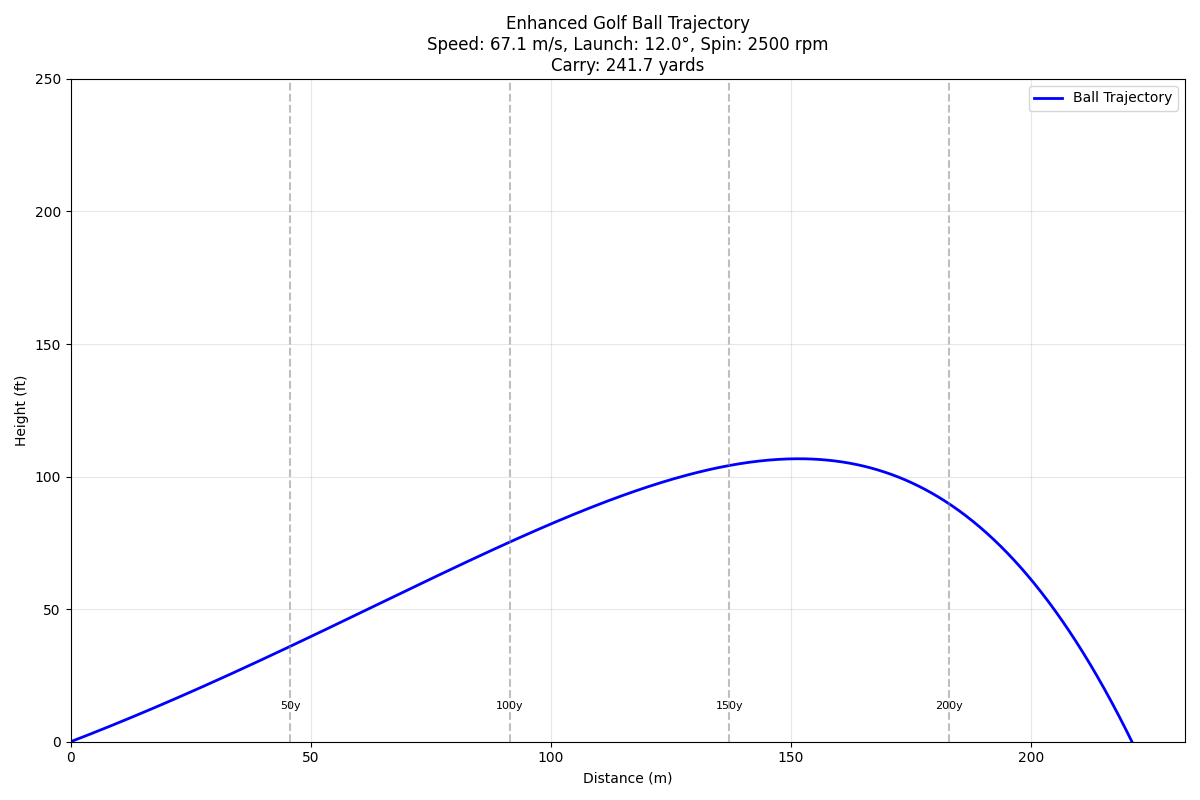 Enhanced Golf Ball Trajectory
Speed: 67.1 m/s, Launch: 12.0°, Spin: 2500 rpm
Carry: 241.7 yards
Ball Trajectory
Height (ft)
250
200
150
100
50
0
50y
100y
150y
200y
0
50
100
150
200
Distance (m)